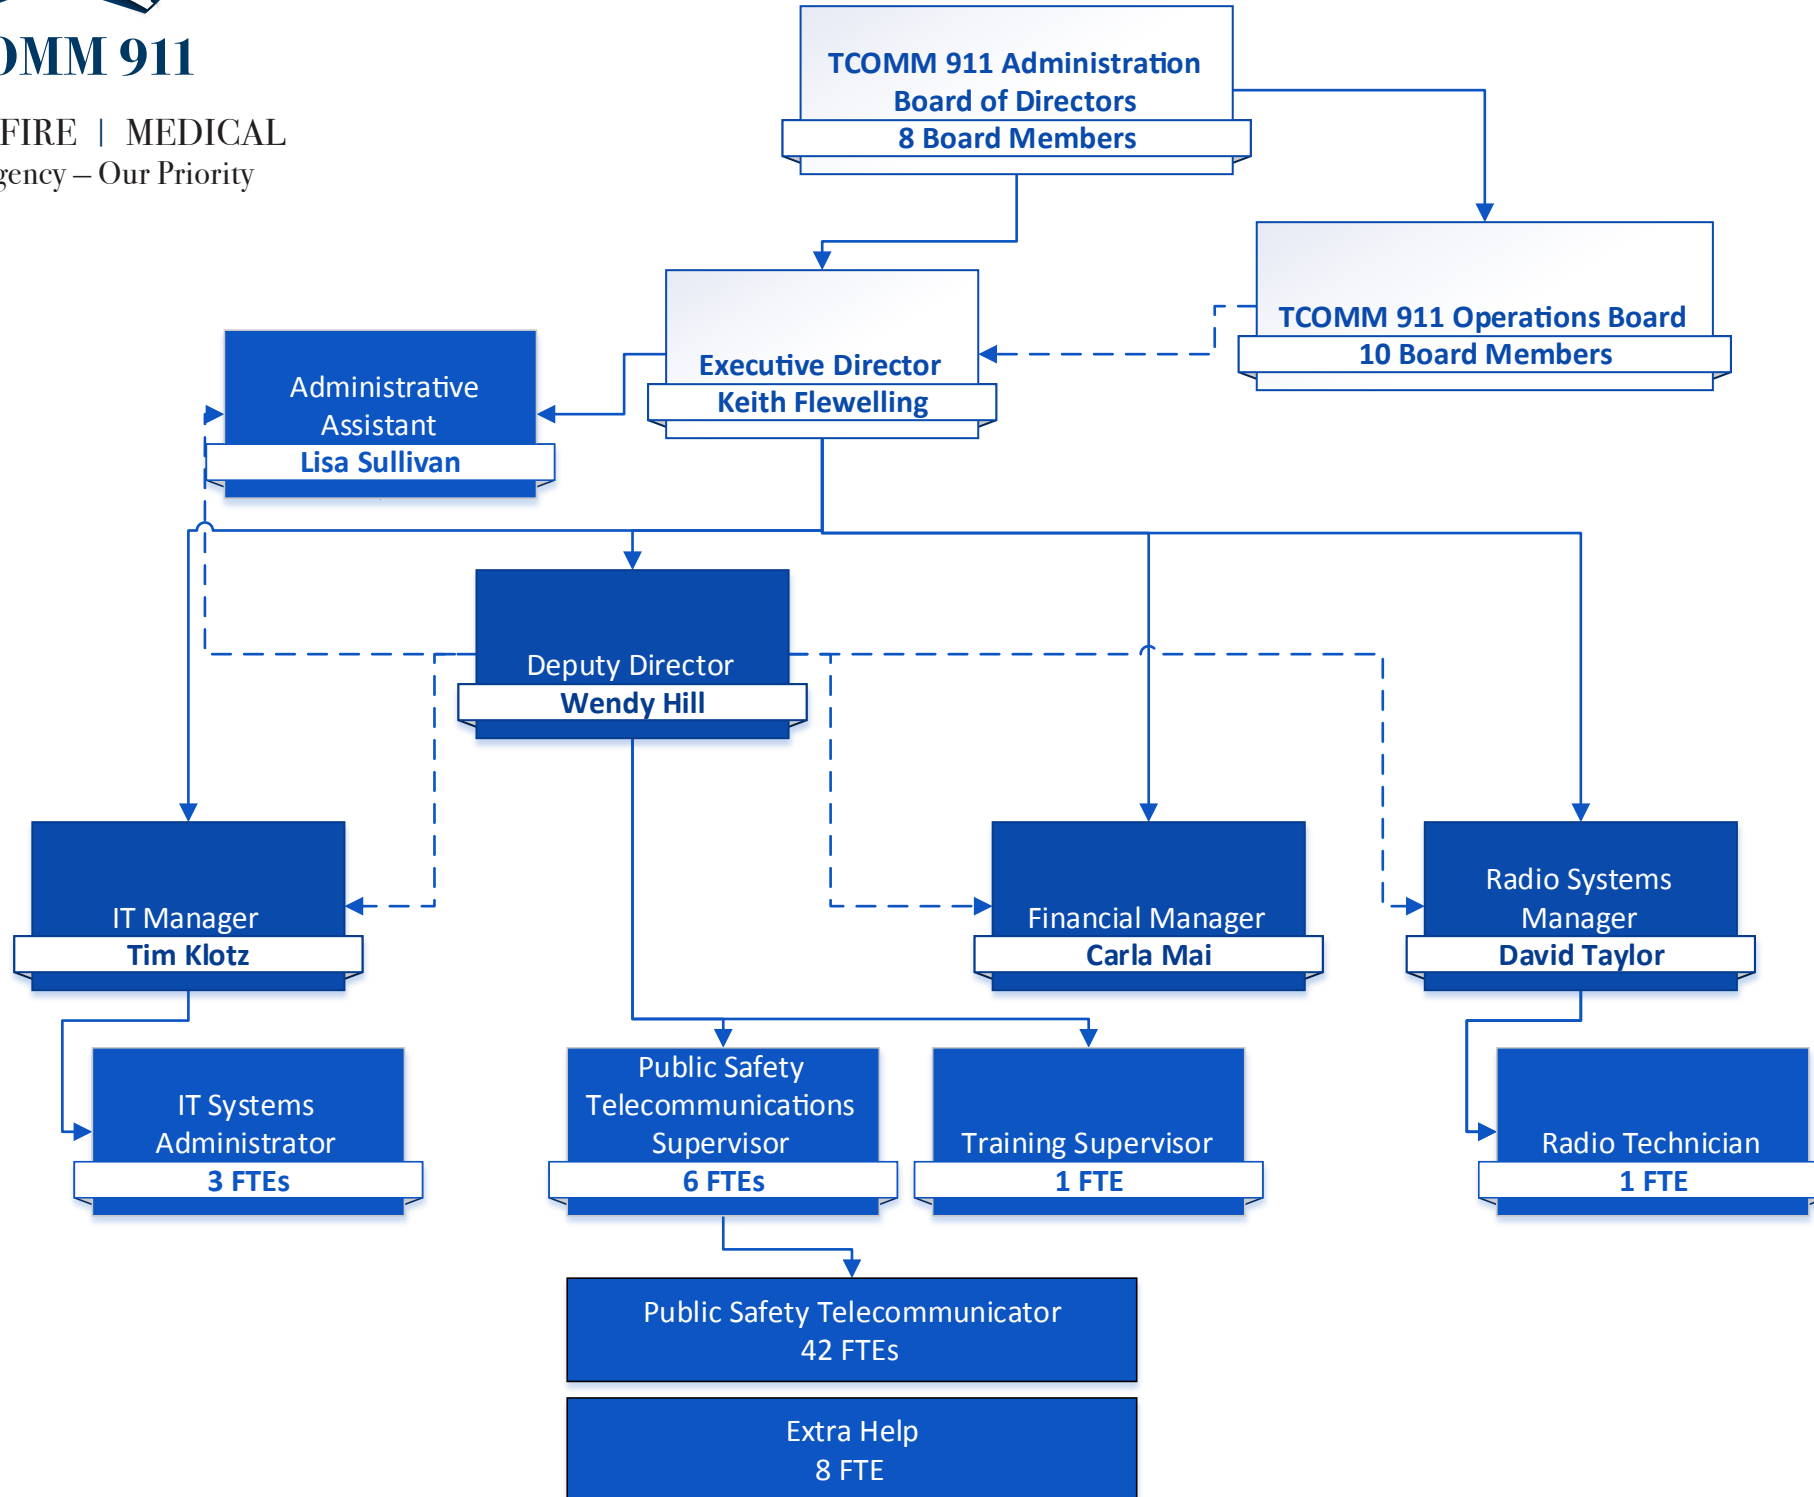 OMM 911
FIRE | MEDICAL
gency – Our Priority
TCOMM 911 Administration
Board of Directors
8 Board Members
TCOMM 911 Operations Board
10 Board Members
Executive Director
Keith Flewelling
Administrative
Assistant
Lisa Sullivan
Deputy Director
Wendy Hill
IT Manager
Tim Klotz
Financial Manager
Carla Mai
Radio Systems
Manager
David Taylor
IT Systems
Administrator
3 FTEs
Public Safety
Telecommunications
Supervisor
6 FTEs
Training Supervisor
1 FTE
Radio Technician
1 FTE
Public Safety Telecommunicator
42 FTEs
Extra Help
8 FTE